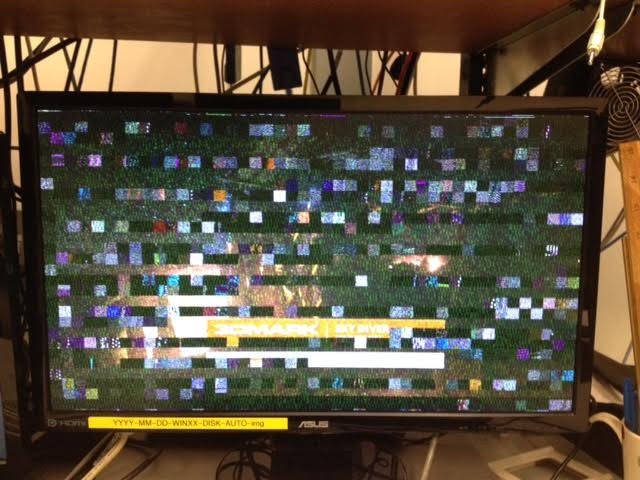 3DMARK | SKY DIVER
HDMI
YYYY-MM-DD-WINXX-DISK-AUTO-img
ASUS